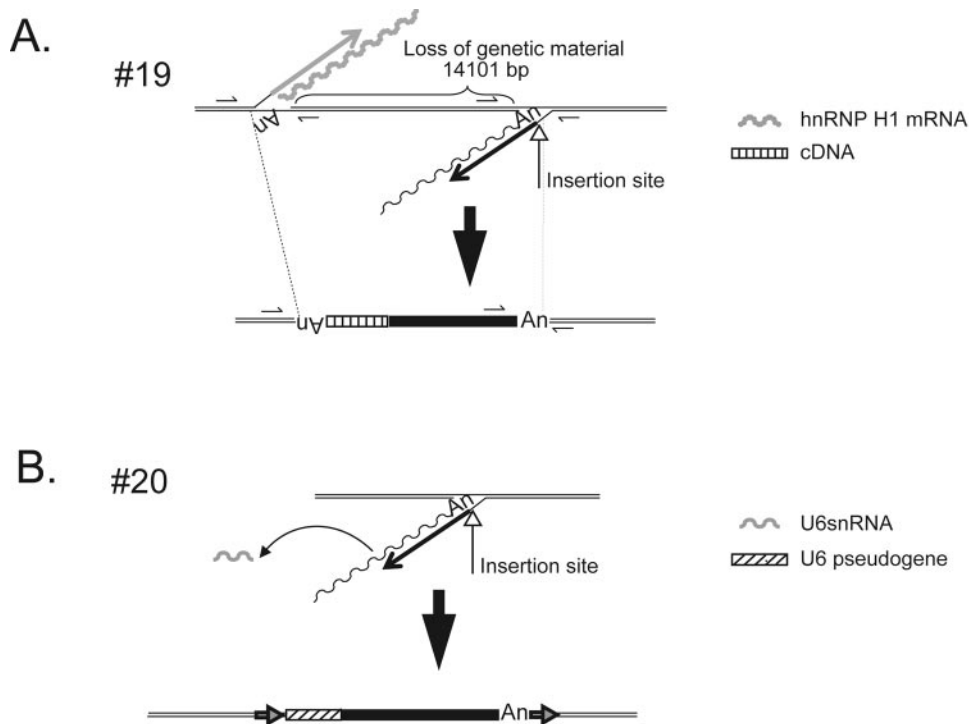 A.
#19
Loss of genetic material
14101 bp
An
An
Insertion site
hnRNP H1 mRNA
cDNA
An
An
B.
#20
An
Insertion site
U6snRNA
U6 pseudogene
An